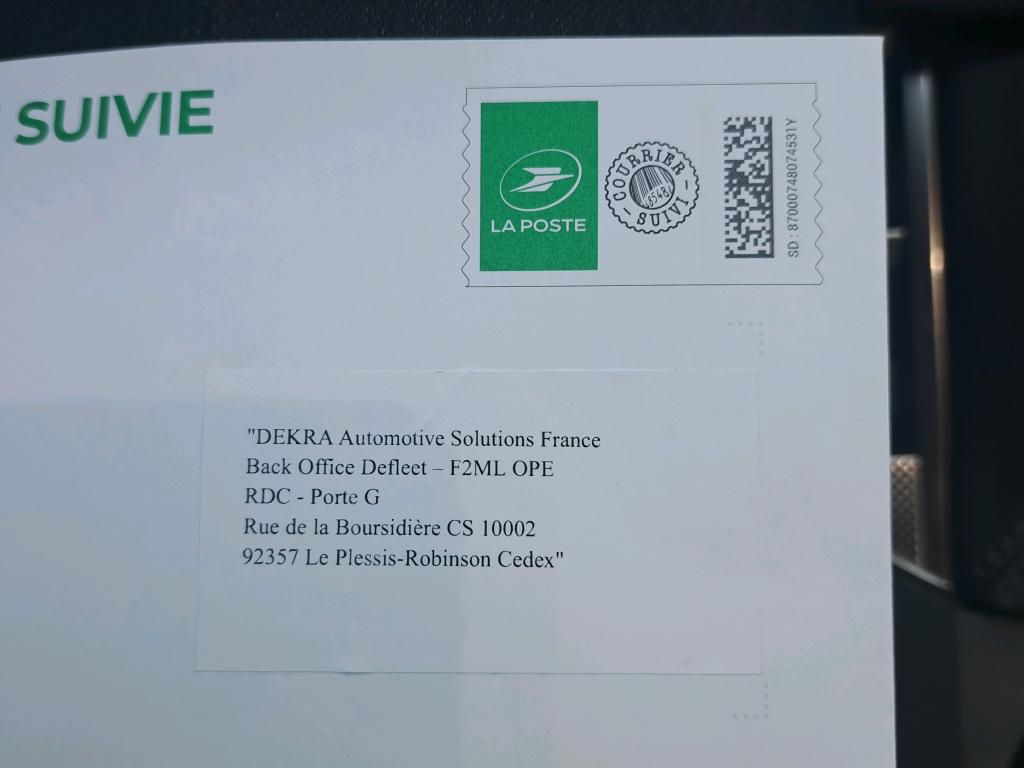 SUIVIE
LA POSTE
COURRIER
SUIVI
8548
SD : 87000748074531Y
"DEKRA Automotive Solutions France
Back Office Defleet – F2ML OPE
RDC - Porte G
Rue de la Boursidière CS 10002
92357 Le Plessis-Robinson Cedex"